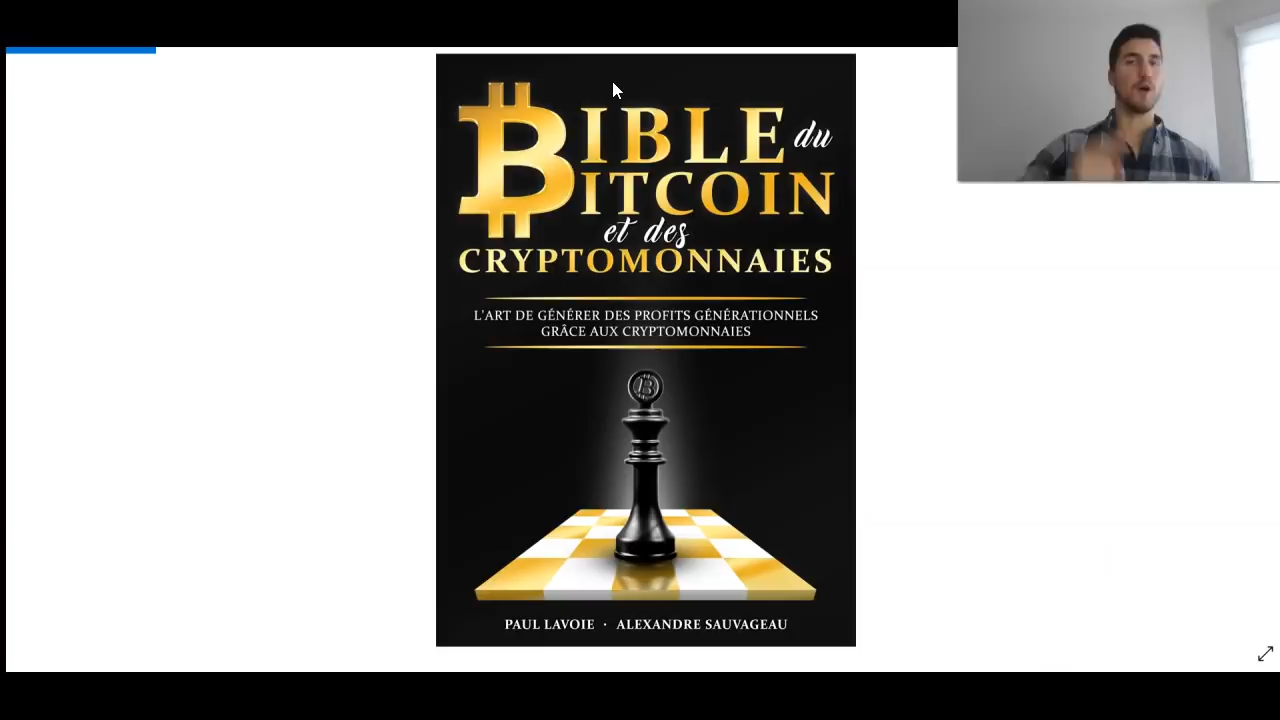 BIBLE du
BITCOIN
et des
CRYPTOMONNAIES
L'ART DE GÉNÉRER DES PROFITS GÉNÉRATIONNELS
GRÂCE AUX CRYPTOMONNAIES
PAUL LAVOIE · ALEXANDRE SAUVAGEAU